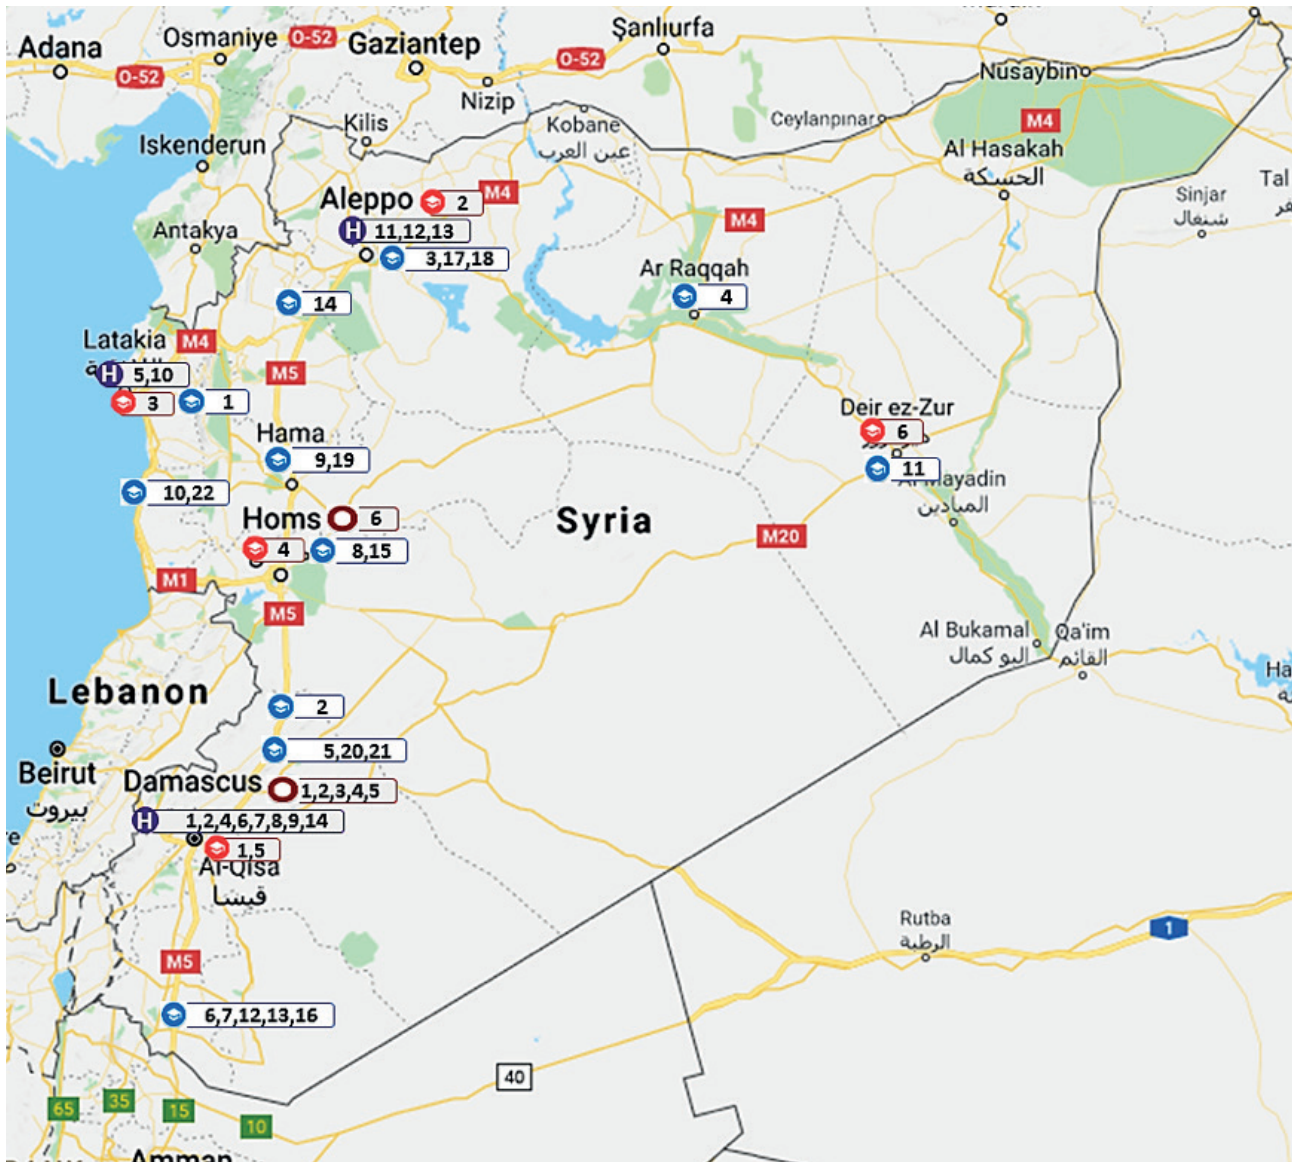 Adana
Osmaniye
O-52
Gaziantep
Şanlıurfa
O-52
O-52
Nizip
Nusaybin
Kilis
Kobane
عين العرب
Ceylanpınar
M4
Iskenderun
Al Hasakah
الحسكة
Aleppo
2
M4
Sinjar
شنغال
Tal
Antakya
H 11,12,13
M4
3,17,18
Ar Raqqah
4
14
Latakia
M4
H 5,10
M5
3
1
Deir ez-Zur
6
Hama
9,19
11
Al Mayadin
الميادين
10,22
Homs
6
Syria
M20
4
8,15
M1
M5
Al Bukamal
البو كمال
Qa'im
القائم
Ha
Lebanon
2
5,20,21
Beirut
بيروت
Damascus
1,2,3,4,5
H 1,2,4,6,7,8,9,14
re
1,5
Al-Qisa
قيسا
Rutba
الرطبة
1
M5
6,7,12,13,16
40
65
35
15
10
Amman